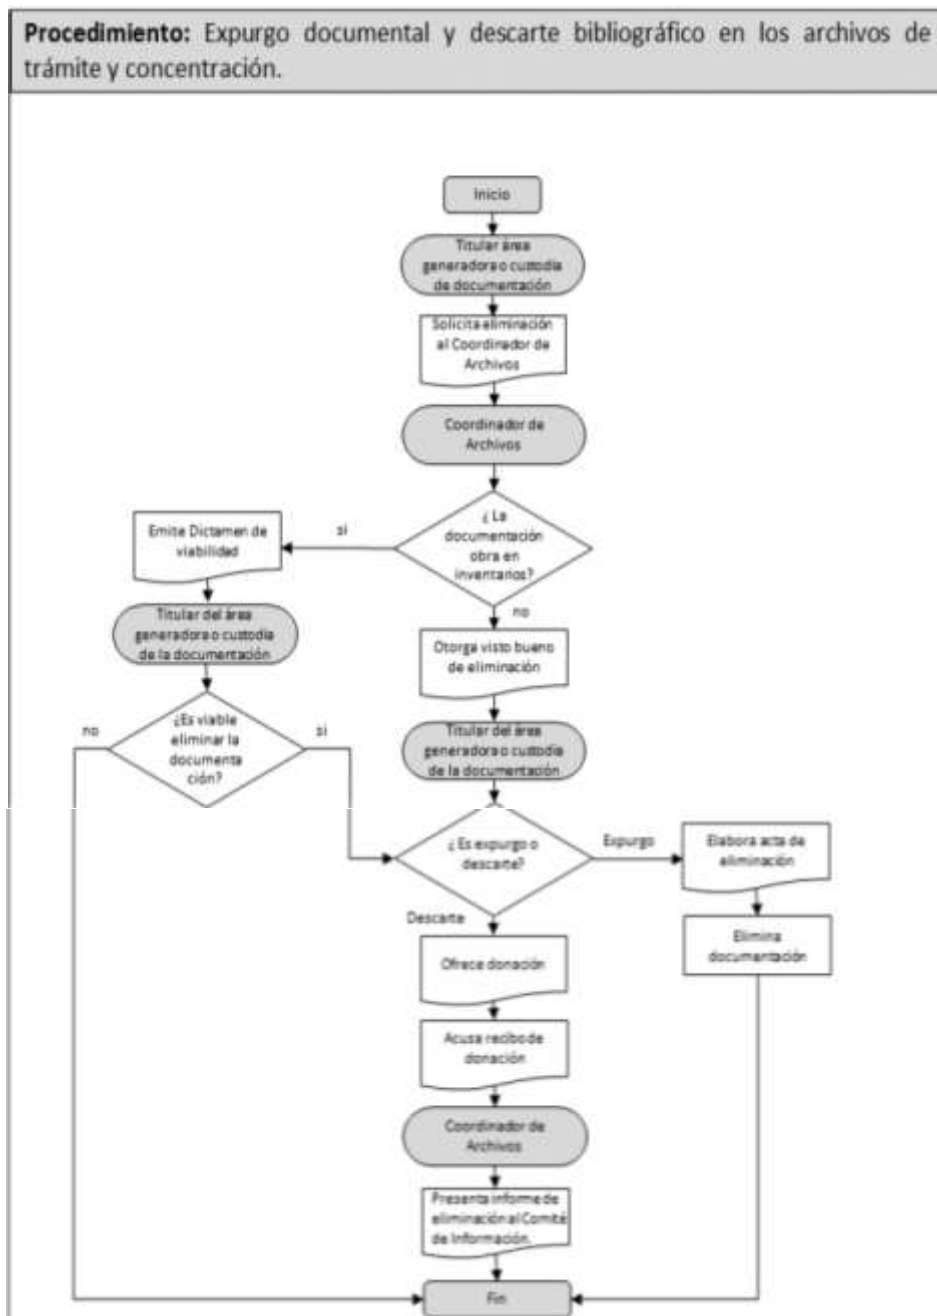 Procedimiento: Expurgo documental y descarte bibliográfico en los archivos de
trámite y concentración.
Inicio
Titular área
generadora o custodía
de documentación
Solicita eliminación
al Coordinador de
Archivos
Coordinador de
Archivos
¿ La
documentación
obra en
inventarios?
si
Emite Dictamen de
viabilidad
Titular del área
generadora o custodía
de la documentación
¿Es viable
eliminar la
documenta
ción?
no
si
no
Otorga visto bueno
de eliminación
Titular del área
generadora o custodía
de la documentación
¿ Es expurgo o
descarte?
Expurgo
Elabora acta de
eliminación
Elimina
documentación
Descarte
Ofrece donación
Acusa recibo de
donación
Coordinador de
Archivos
Presenta informe de
eliminación al Comité
de Información.
Fin